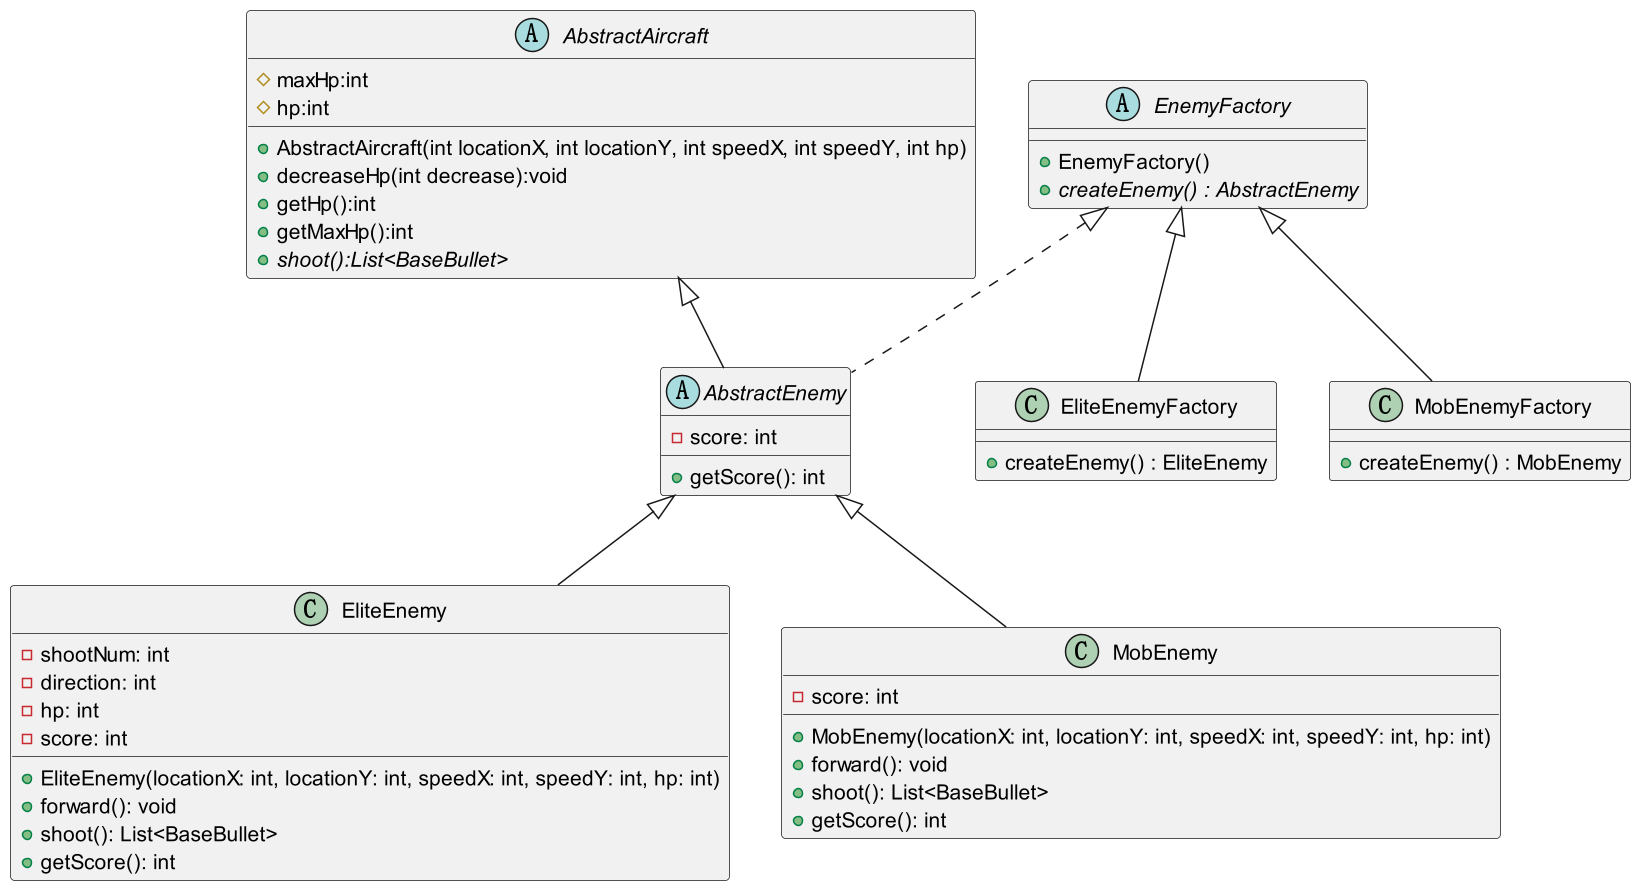 A AbstractAircraft
maxHp:int
hp:int
AbstractAircraft(int locationX, int locationY, int speedX, int speedY, int hp)
decreaseHp(int decrease):void
getHp():int
getMaxHp():int
shoot():List<BaseBullet>
A EnemyFactory
EnemyFactory()
createEnemy() : AbstractEnemy
A AbstractEnemy
score: int
getScore(): int
C EliteEnemyFactory
createEnemy() : EliteEnemy
C MobEnemyFactory
createEnemy() : MobEnemy
C EliteEnemy
shootNum: int
direction: int
hp: int
score: int
EliteEnemy(locationX: int, locationY: int, speedX: int, speedY: int, hp: int)
forward(): void
shoot(): List<BaseBullet>
getScore(): int
C MobEnemy
score: int
MobEnemy(locationX: int, locationY: int, speedX: int, speedY: int, hp: int)
forward(): void
shoot(): List<BaseBullet>
getScore(): int